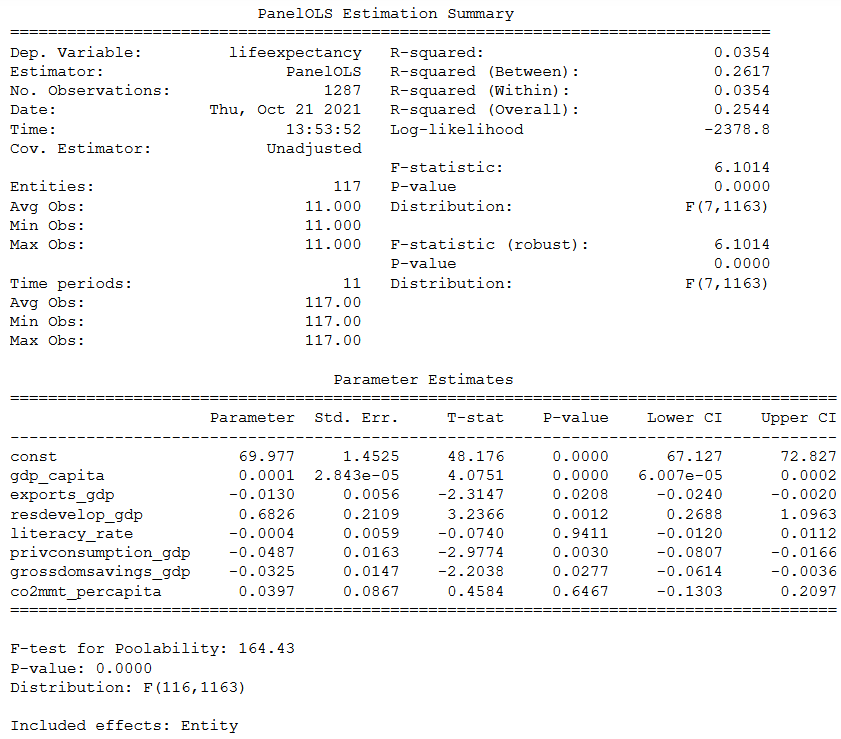 PanelOLS Estimation Summary
================================================================================
Dep. Variable:         lifeexpectancy   R-squared:                        0.0354
Estimator:                   PanelOLS   R-squared (Between):              0.2617
No. Observations:                1287   R-squared (Within):               0.0354
Date:                Thu, Oct 21 2021   R-squared (Overall):              0.2544
Time:                        13:53:52   Log-likelihood                   -2378.8
Cov. Estimator:            Unadjusted
                                        F-statistic:                      6.1014
Entities:                         117   P-value                           0.0000
Avg Obs:                       11.000   Distribution:                  F(7,1163)
Min Obs:                       11.000
Max Obs:                       11.000   F-statistic (robust):             6.1014
                                        P-value                           0.0000
Time periods:                      11   Distribution:                  F(7,1163)
Avg Obs:                       117.00
Min Obs:                       117.00
Max Obs:                       117.00
Parameter Estimates
=======================================================================================
                     Parameter  Std. Err.     T-stat    P-value    Lower CI    Upper CI
---------------------------------------------------------------------------------------
const                   69.977     1.4525     48.176     0.0000      67.127      72.827
gdp_capita              0.0001  2.843e-05     4.0751     0.0000   6.007e-05      0.0002
exports_gdp            -0.0130     0.0056    -2.3147     0.0208     -0.0240     -0.0020
resdevelop_gdp          0.6826     0.2109     3.2366     0.0012      0.2688      1.0963
literacy_rate          -0.0004     0.0059    -0.0740     0.9411     -0.0120      0.0112
privconsumption_gdp    -0.0487     0.0163    -2.9774     0.0030     -0.0807     -0.0166
grossdomsavings_gdp    -0.0325     0.0147    -2.2038     0.0277     -0.0614     -0.0036
co2mmt_percapita        0.0397     0.0867     0.4584     0.6467     -0.1303      0.2097
=======================================================================================
F-test for Poolability: 164.43
P-value: 0.0000
Distribution: F(116,1163)
Included effects: Entity